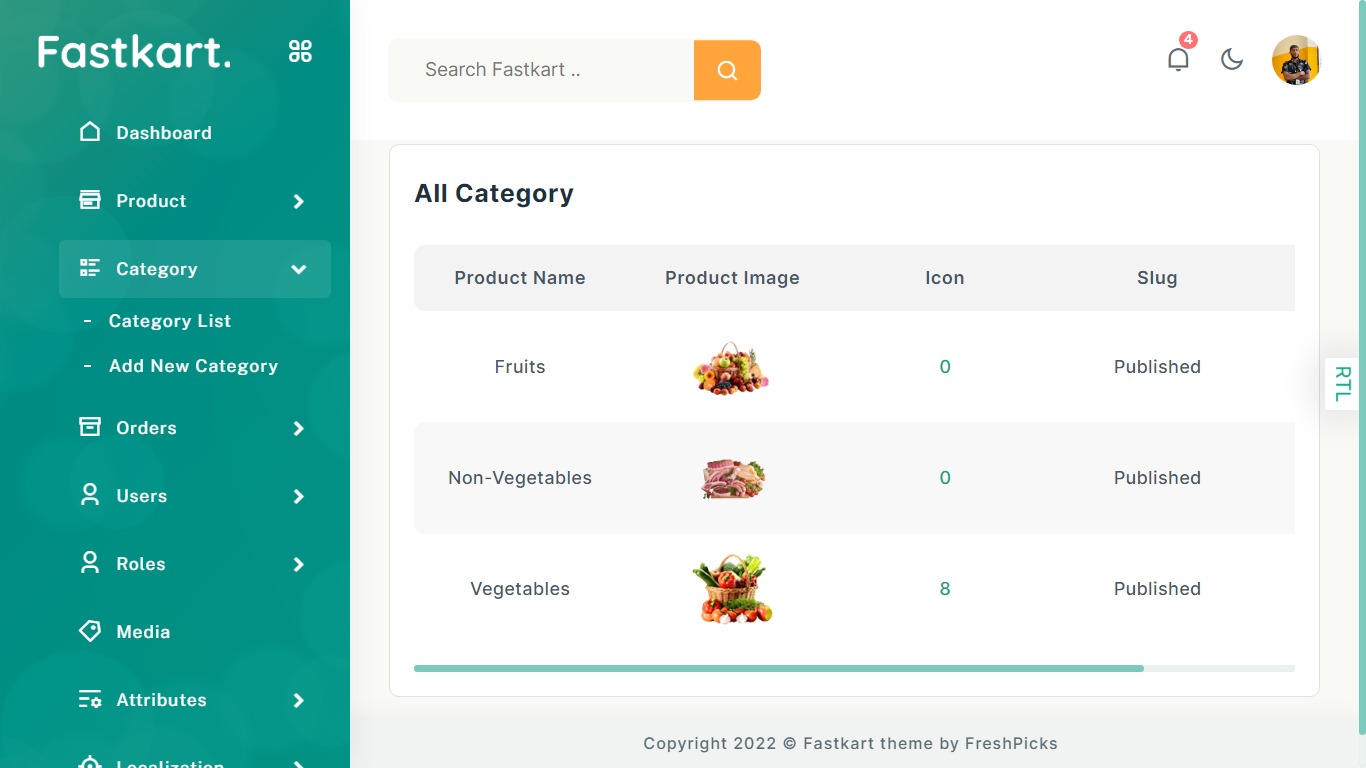 Fastkart.
Dashboard
Product
Category
- Category List
- Add New Category
Orders
Users
Roles
Media
Attributes
Localization
Search Fastkart ..
4
All Category
Product Name Product Image Icon Slug
Fruits 0 Published
Non-Vegetables 0 Published
Vegetables 8 Published
RTL
Copyright 2022 © Fastkart theme by FreshPicks